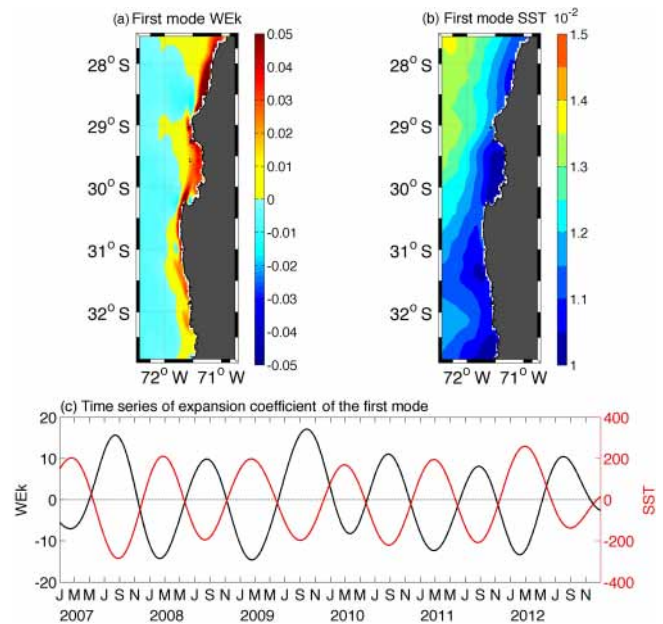 (a) First mode WEk
(b) First mode SST
10⁻²
28° S
29° S
30° S
31° S
32° S
72° W 71° W
0.05
0.04
0.03
0.02
0.01
0
-0.01
-0.02
-0.03
-0.04
-0.05
28° S
29° S
30° S
31° S
32° S
72° W 71° W
1.5
1.4
1.3
1.2
1.1
1
(c) Time series of expansion coefficient of the first mode
WEk
20
10
0
-10
-20
SST
400
200
0
-200
-400
J M M J S N J M M J S N J M M J S N J M M J S N J M M J S N J M M J S N
2007 2008 2009 2010 2011 2012